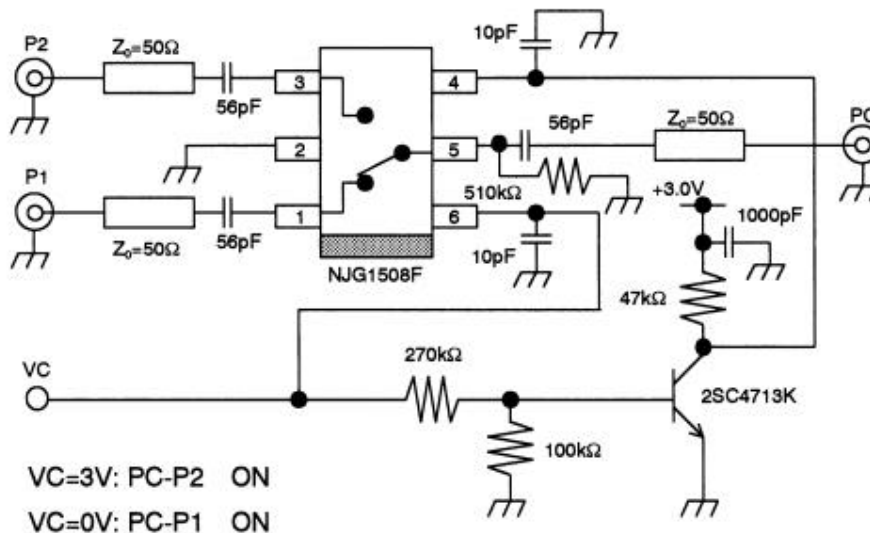 10pF
P2
Z₀=50Ω
56pF
3
4
PC
2
5
56pF
Z₀=50Ω
P1
510kΩ
+3.0V
1
6
1000pF
Z₀=50Ω
56pF
NJG1508F
10pF
47kΩ
VC
270kΩ
2SC4713K
100kΩ
VC=3V: PC-P2 ON
VC=0V: PC-P1 ON